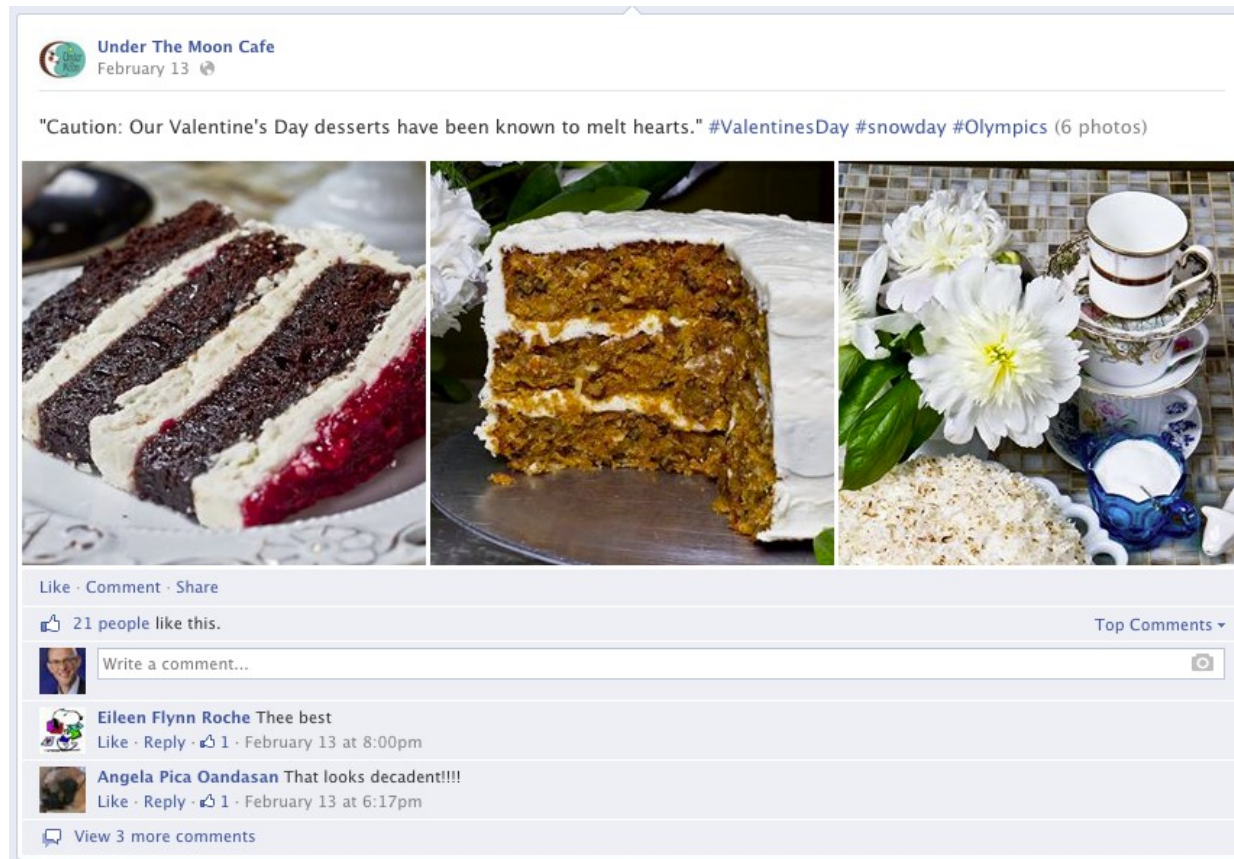 Under The Moon Cafe
February 13
"Caution: Our Valentine's Day desserts have been known to melt hearts." #ValentinesDay #snowday #Olympics (6 photos)
Like · Comment · Share
21 people like this.
Top Comments
Write a comment...
Eileen Flynn Roche Thee best
Like · Reply · 1 · February 13 at 8:00pm
Angela Pica Oandasan That looks decadent!!!!
Like · Reply · 1 · February 13 at 6:17pm
View 3 more comments